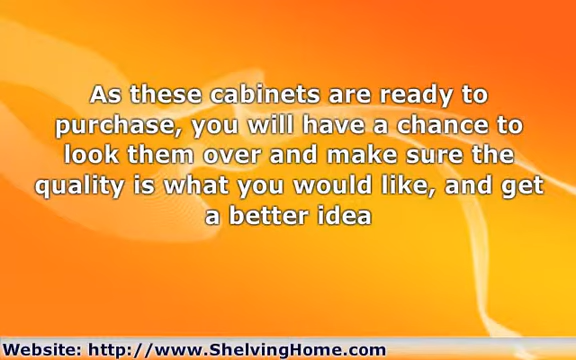 As these cabinets are ready to
purchase, you will have a chance to
look them over and make sure the
quality is what you would like, and get
a better idea
Website: http://www.ShelvingHome.com